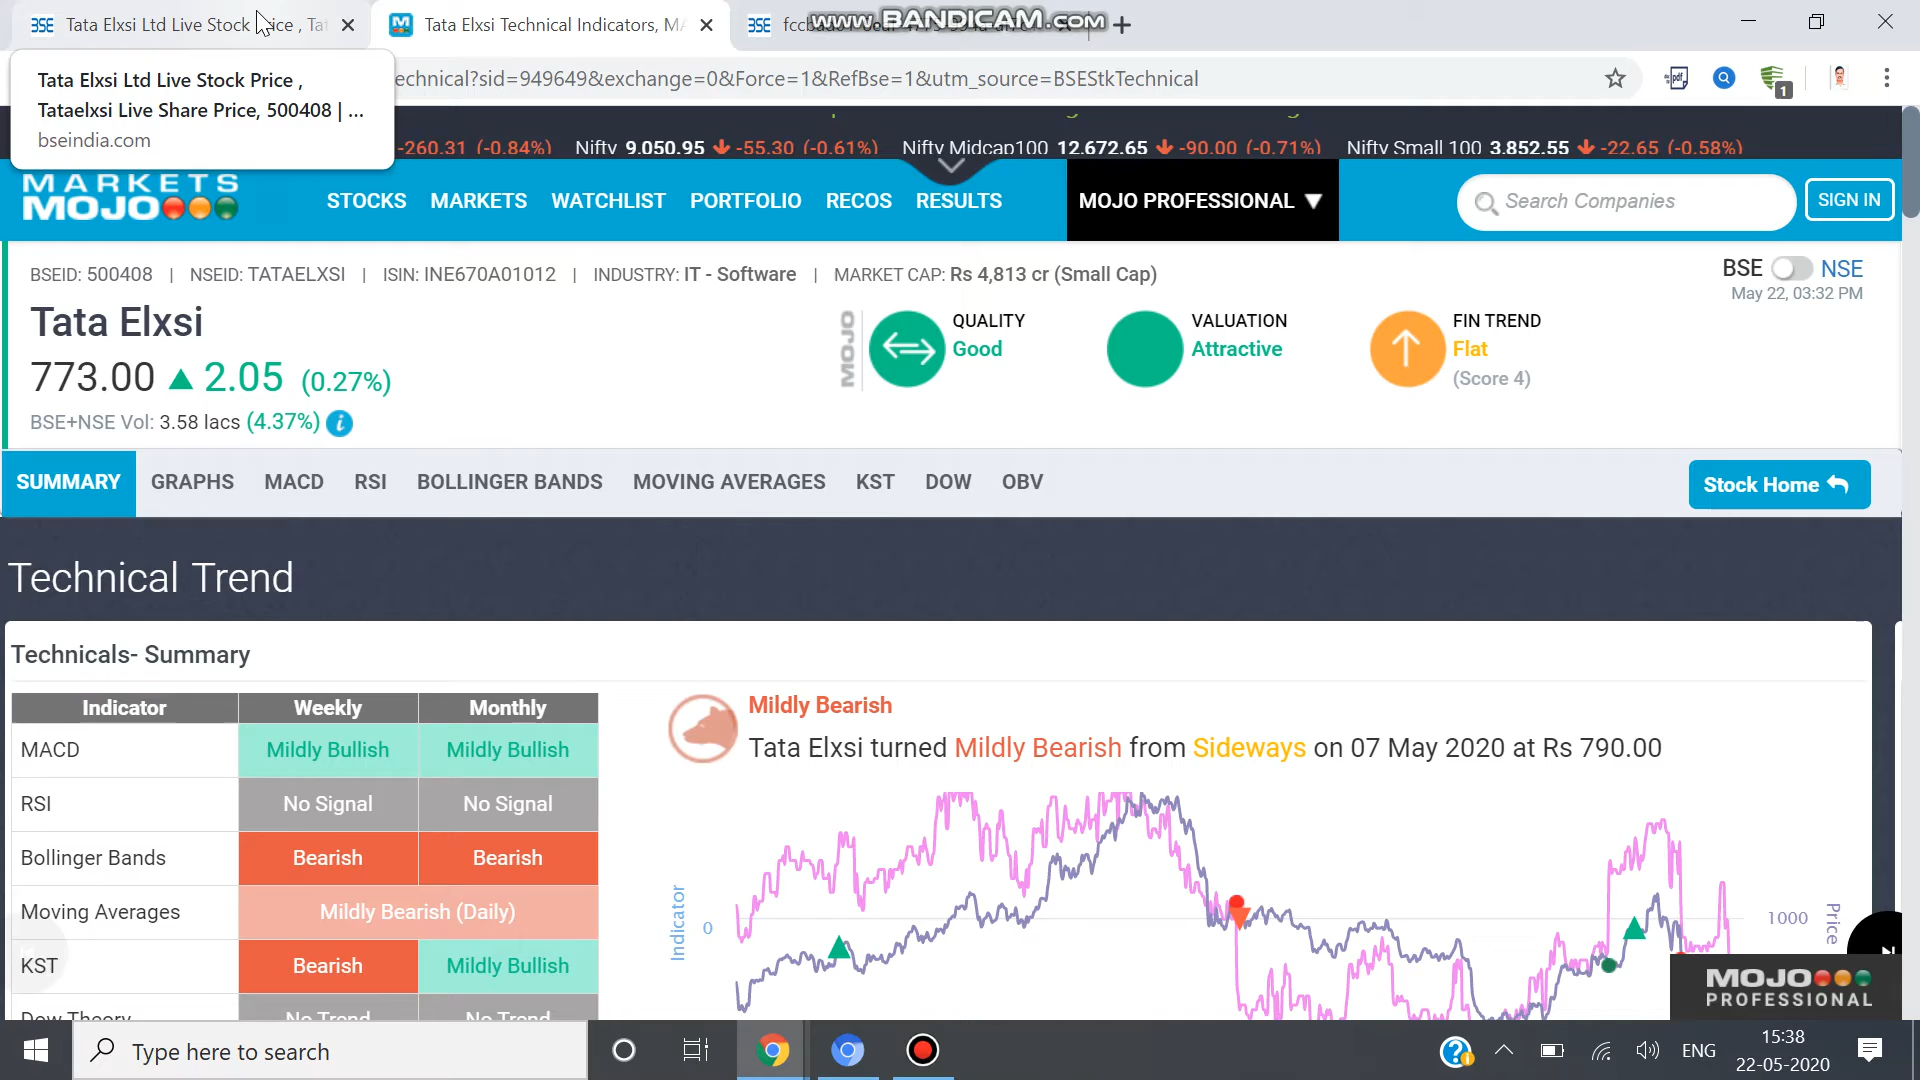 Tata Elxsi Ltd Live Stock Price , Tat
Tata Elxsi Technical Indicators, MA
www.BANDICAM.com
Tata Elxsi Ltd Live Stock Price ,
Tataelxsi Live Share Price, 500408 | ...
bseindia.com
technical?sid=949649&exchange=0&Force=1&RefBse=1&utm_source=BSEStkTechnical
1
-260.31 (-0.84%) Nifty 9,050.95 -55.30 (-0.61%) Nifty Midcap100 12,672.65 -90.00 (-0.71%) Nifty Small 100 3,852.55 -22.65 (-0.58%)
MARKETS
MOJO
STOCKS MARKETS WATCHLIST PORTFOLIO RECOS RESULTS MOJO PROFESSIONAL ▼ Search Companies SIGN IN
BSEID: 500408 | NSEID: TATAELXSI | ISIN: INE670A01012 | INDUSTRY: IT - Software | MARKET CAP: Rs 4,813 cr (Small Cap)
BSE NSE
May 22, 03:32 PM
Tata Elxsi
773.00 ▲ 2.05 (0.27%)
BSE+NSE Vol: 3.58 lacs (4.37%) i
MOJO
QUALITY
Good
VALUATION
Attractive
FIN TREND
Flat
(Score 4)
SUMMARY GRAPHS MACD RSI BOLLINGER BANDS MOVING AVERAGES KST DOW OBV Stock Home
Technical Trend
Technicals- Summary
Indicator Weekly Monthly
MACD Mildly Bullish Mildly Bullish
RSI No Signal No Signal
Bollinger Bands Bearish Bearish
Moving Averages Mildly Bearish (Daily)
KST Bearish Mildly Bullish
Dow Theory No Trend No Trend
Mildly Bearish
Tata Elxsi turned Mildly Bearish from Sideways on 07 May 2020 at Rs 790.00
Indicator
0
1000
Price
MOJO
PROFESSIONAL
Type here to search
ENG
15:38
22-05-2020